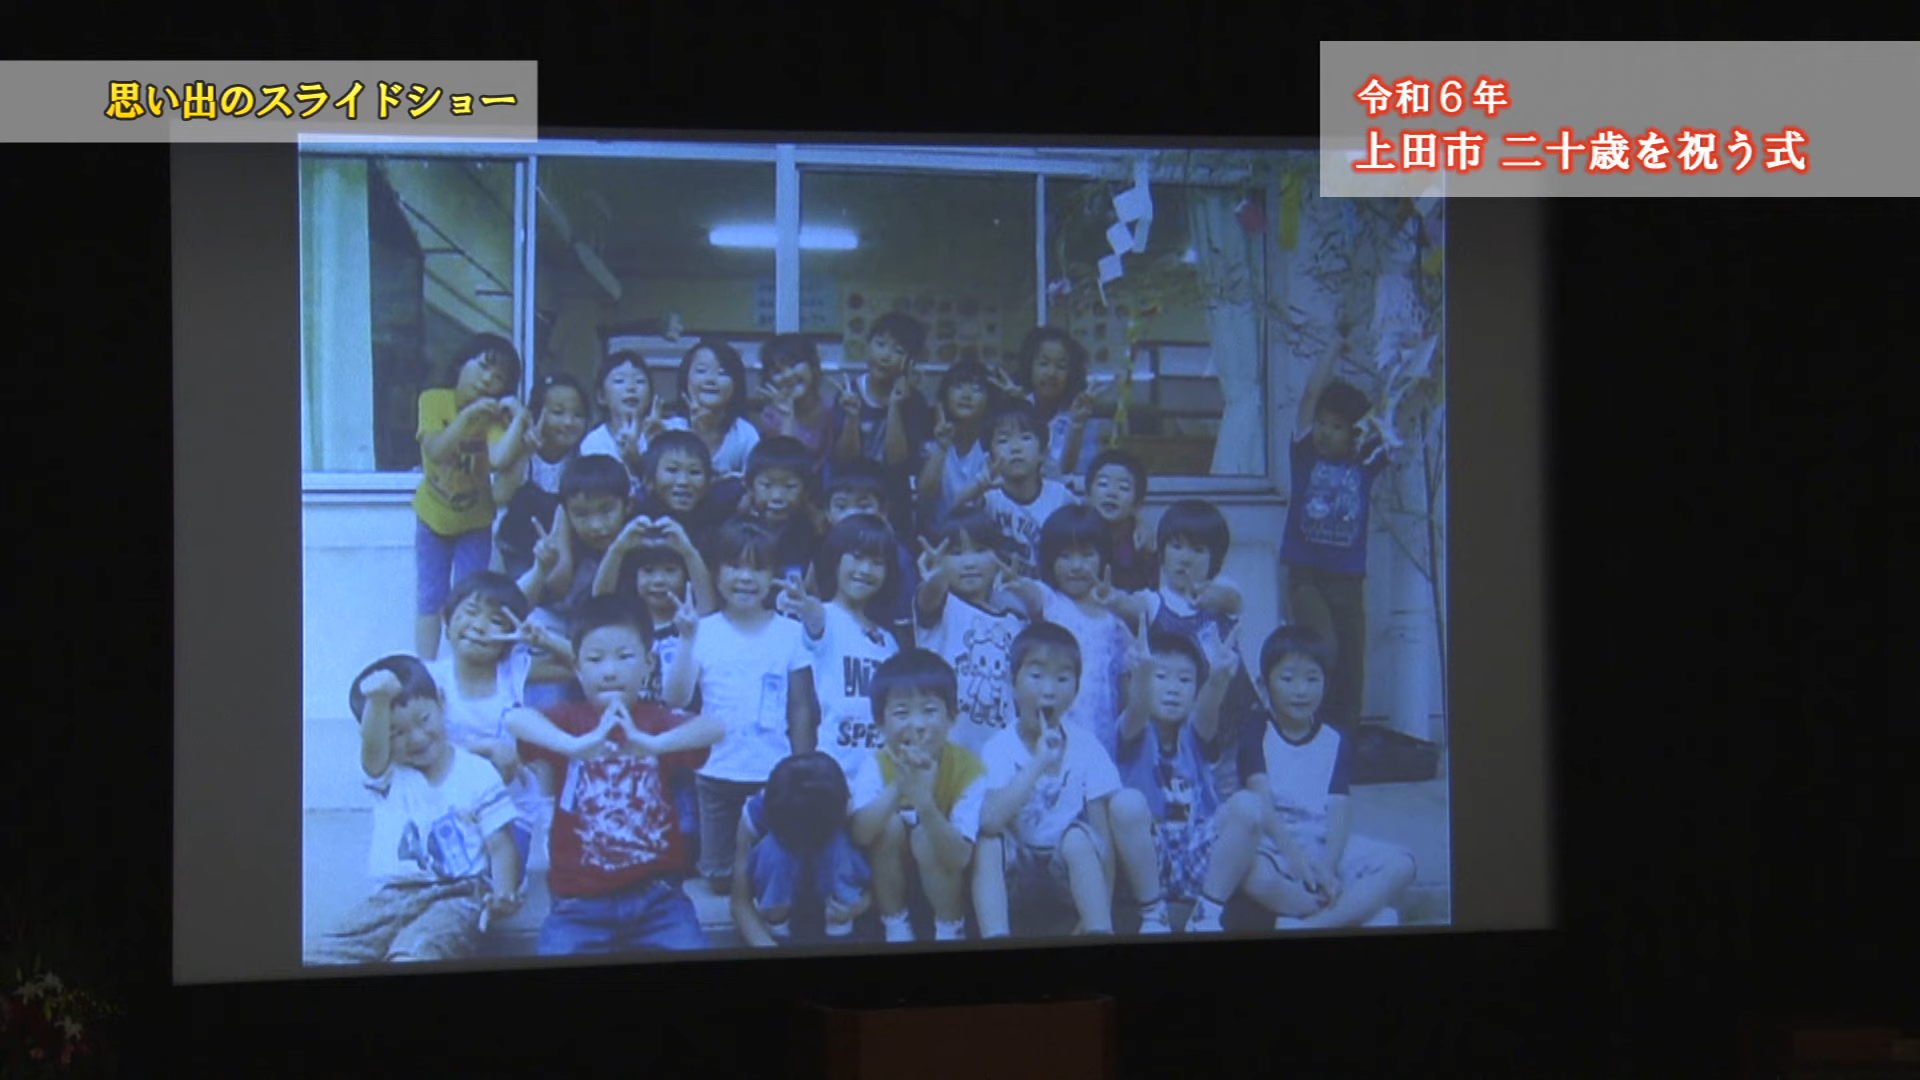 思い出のスライドショー
令和6年
上田市 二十歳を祝う式